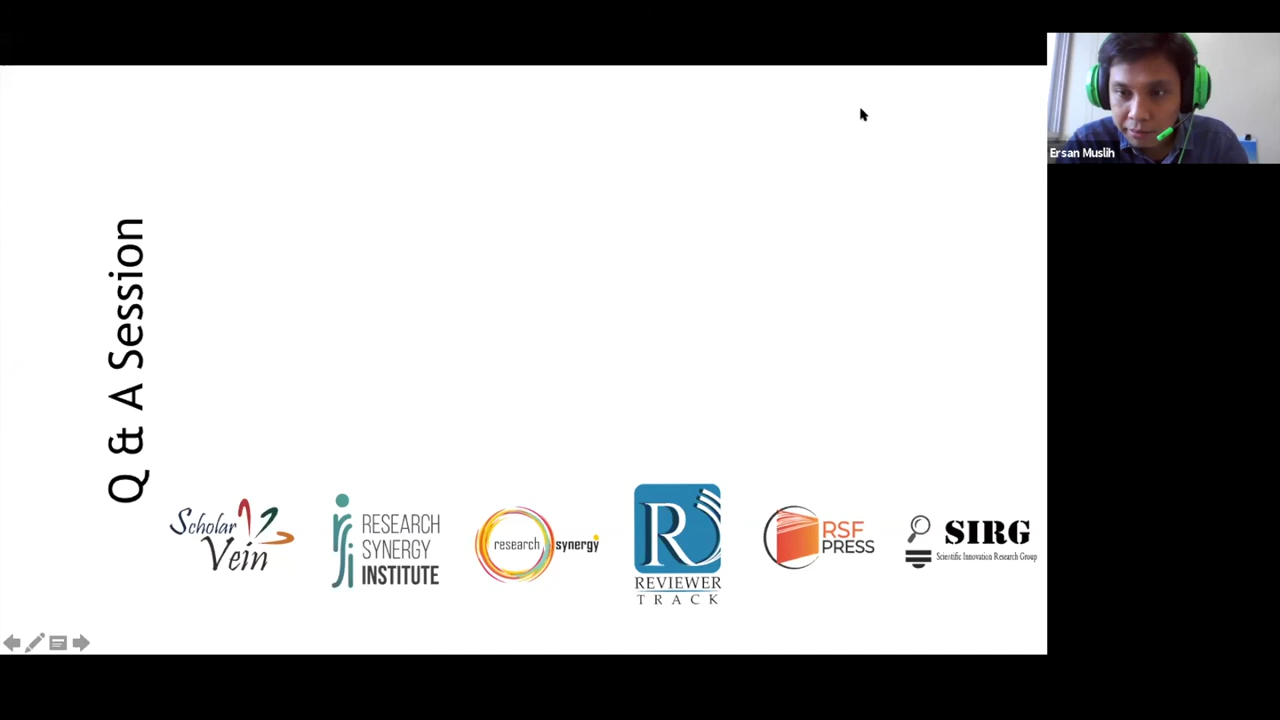 Ersan Muslih
Q & A Session
Scholar
Vein
RESEARCH
SYNERGY
INSTITUTE
research synergy
R
REVIEWER
TRACK
RSF
PRESS
SIRG
Scientific Innovation Research Group